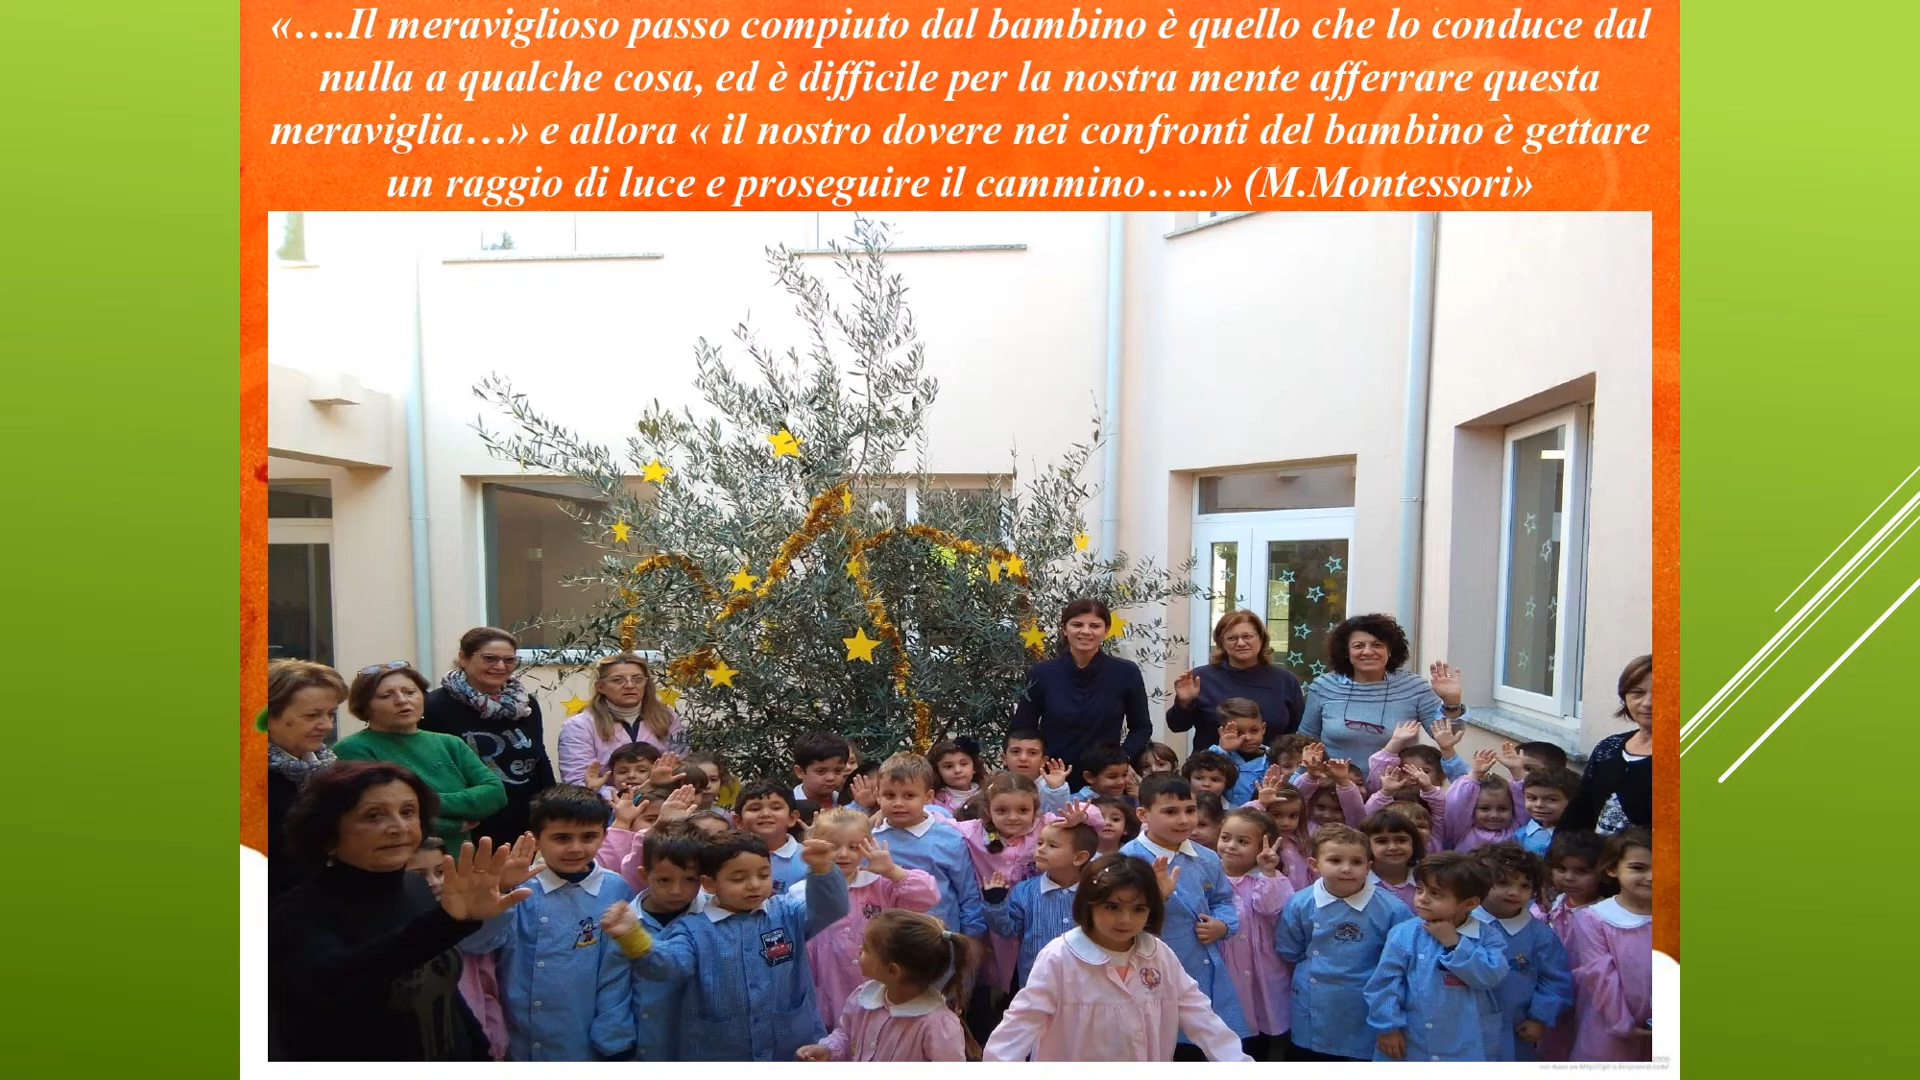 «….Il meraviglioso passo compiuto dal bambino è quello che lo conduce dal
nulla a qualche cosa, ed è difficile per la nostra mente afferrare questa
meraviglia…» e allora « il nostro dovere nei confronti del bambino è gettare
un raggio di luce e proseguire il cammino…..» (M.Montessori»